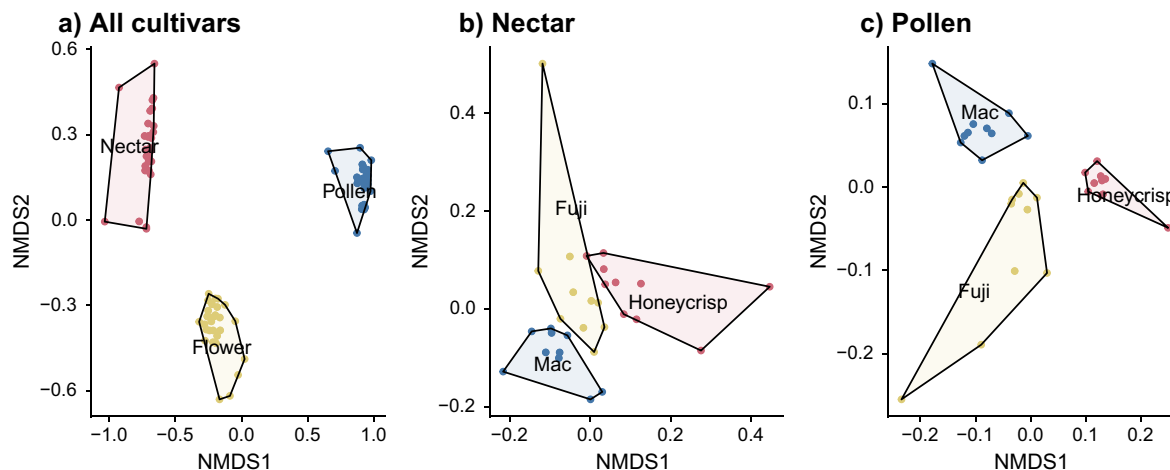 a) All cultivars
0.6
0.3
0.0
−0.3
−0.6
NMDS2
Nectar
Pollen
Flower
−1.0
−0.5
0.0
0.5
1.0
NMDS1
b) Nectar
0.4
0.2
0.0
−0.2
NMDS2
Fuji
Honeycrisp
Mac
−0.2
0.0
0.2
0.4
NMDS1
c) Pollen
0.1
0.0
−0.1
−0.2
NMDS2
Mac
Honeycrisp
Fuji
−0.2
−0.1
0.0
0.1
0.2
NMDS1